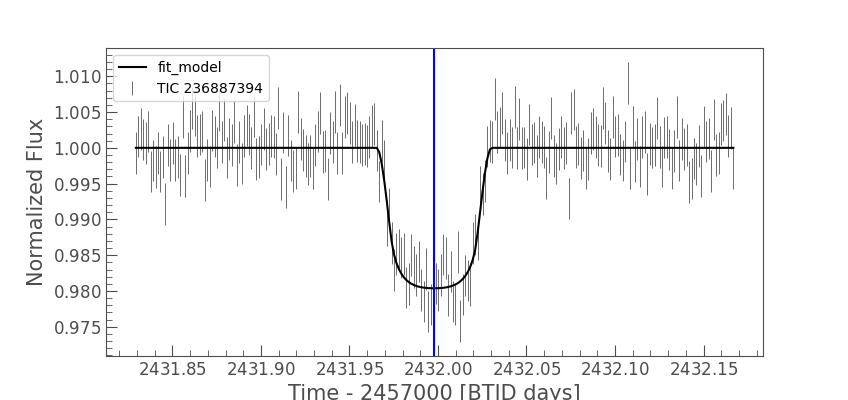 fit_model
TIC 236887394
1.010
1.005
1.000
0.995
0.990
0.985
0.980
0.975
Normalized Flux
2431.85 2431.90 2431.95 2432.00 2432.05 2432.10 2432.15
Time - 2457000 [BTJD days]